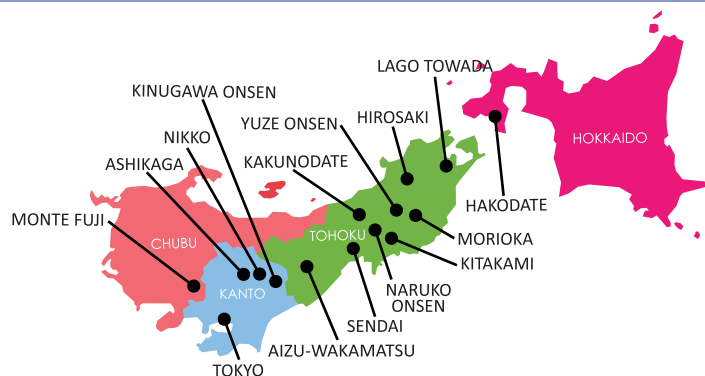 LAGO TOWADA
KINUGAWA ONSEN
HIROSAKI
YUZE ONSEN
NIKKO
HOKKAIDO
KAKUNODATE
ASHIKAGA
HAKODATE
MONTE FUJI
TOHOKU
MORIOKA
CHUBU
KITAKAMI
NARUKO
ONSEN
KANTO
SENDAI
AIZU-WAKAMATSU
TOKYO